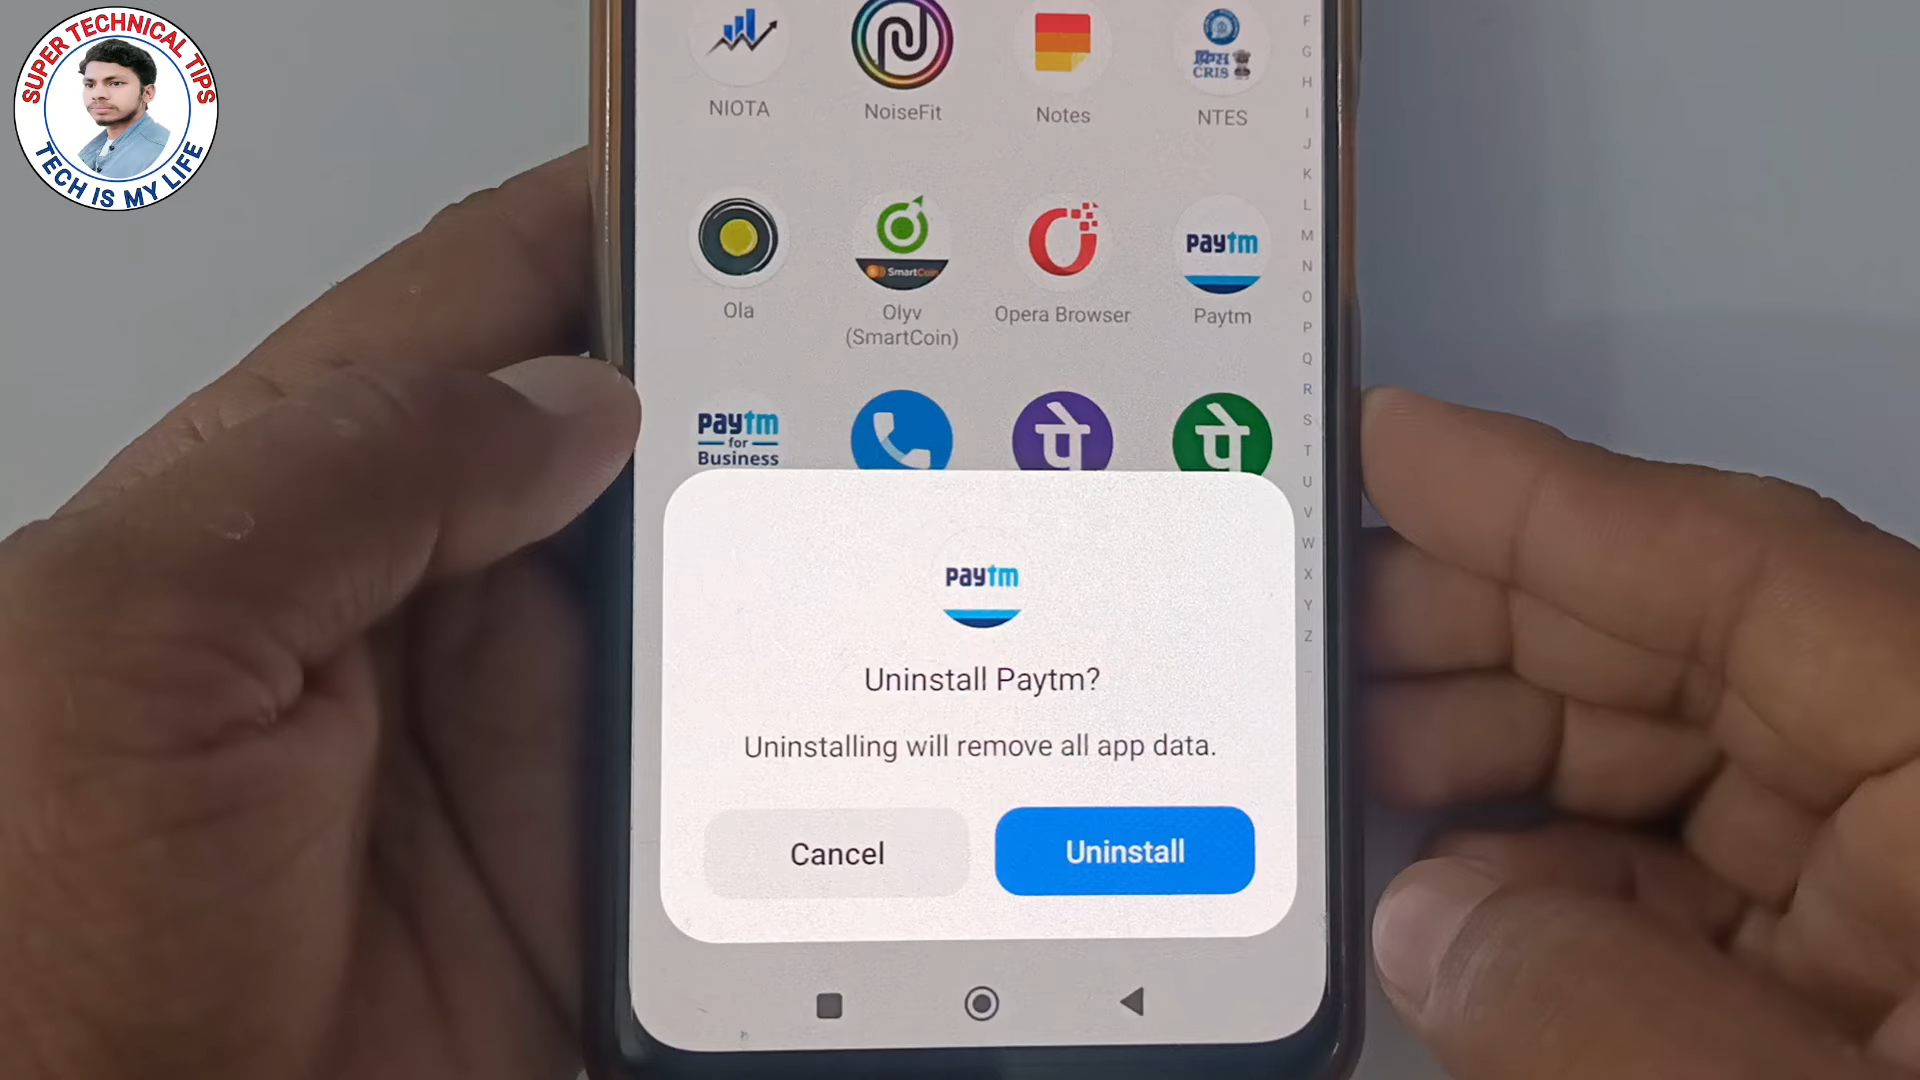 SUPER TECHNICAL TIPS
TECH IS MY LIFE
NIOTA
NoiseFit
Notes
क्रिस
CRIS
NTES
Ola
SmartCoin
Olyv
(SmartCoin)
Opera Browser
paytm
Paytm
paytm
for
Business
पे
पे
F
G
H
I
J
K
L
M
N
O
P
Q
R
S
T
U
V
W
X
Y
Z
paytm
Uninstall Paytm?
Uninstalling will remove all app data.
Cancel
Uninstall